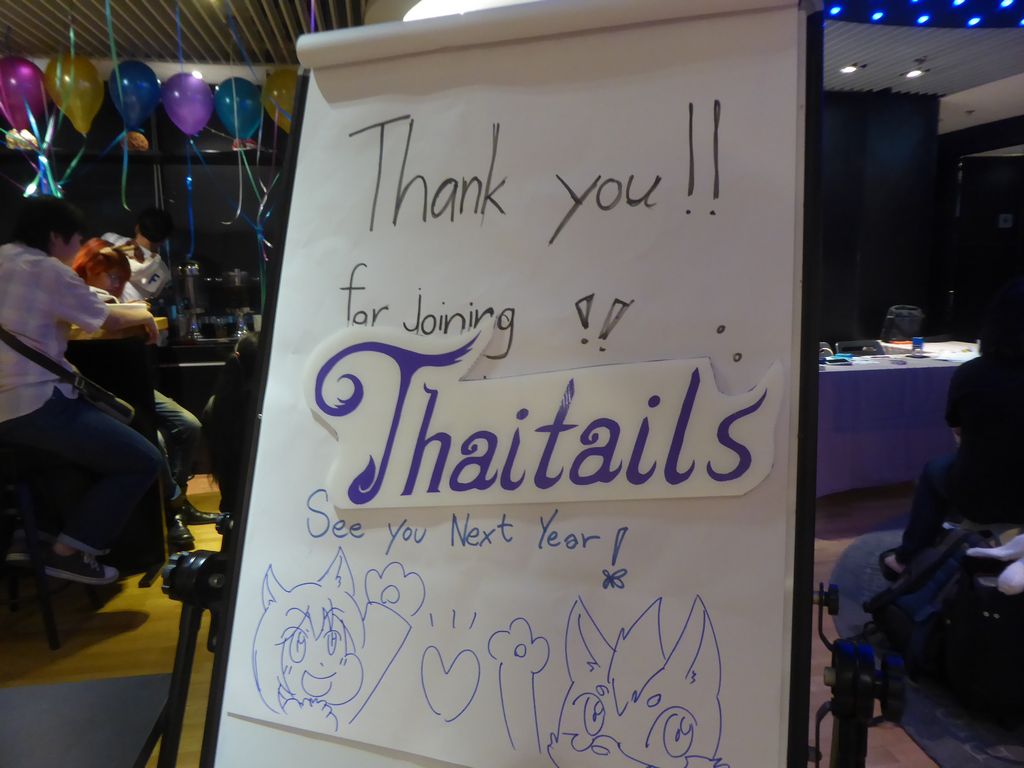 Thank you!!
for joining !!
Thaitails
See you Next Year!